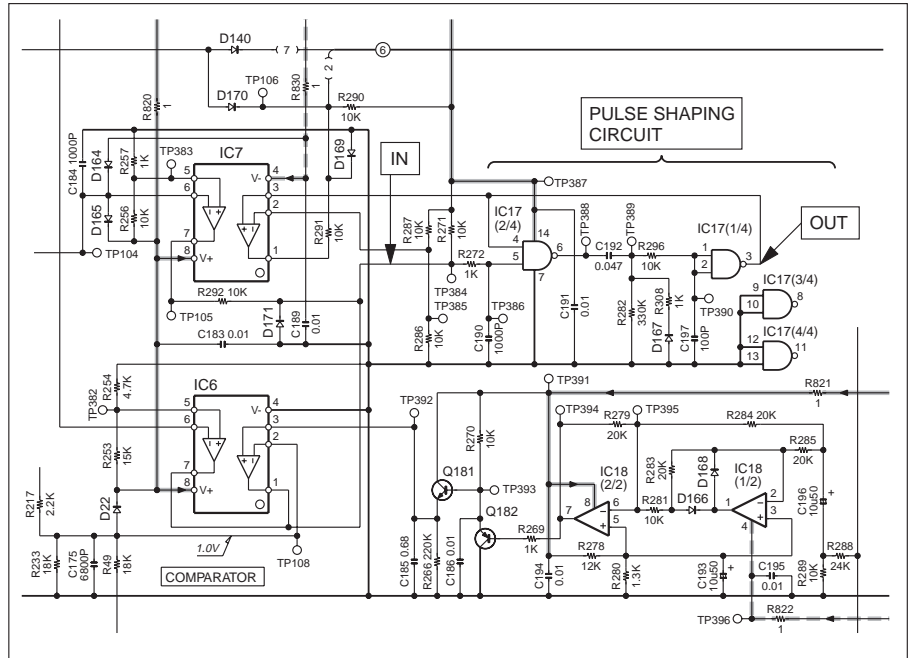 D140
7
6
2
TP106
R830
1
D170
R290
10K
R820
1
PULSE SHAPING
CIRCUIT
C184 1000P
D164
R257
1K
TP383
IC7
D169
IN
TP387
5
V-
4
6
3
D165
R256
10K
2
R291
10K
R287
10K
R271
10K
IC17
(2/4)
14
4
5
6
7
TP388
TP389
C192
0.047
R296
10K
IC17(1/4)
1
2
3
OUT
7
1
8
V+
TP104
R272
1K
TP384
TP385
TP386
C191
0.01
R282
330K
R308
1K
D167
C197
100P
TP390
IC17(3/4)
9
10
8
R292 10K
TP105
D171
C189
0.01
R286
10K
C190
1000P
IC17(4/4)
12
13
11
C183 0.01
R254
4.7K
IC6
TP382
5
V-
4
6
3
2
TP392
TP391
R821
1
TP394
R279
20K
TP395
R284 20K
R270
10K
R285
20K
R253
15K
7
1
8
V+
Q181
TP393
IC18
(2/2)
8
6
7
5
R283
20K
D168
IC18
(1/2)
2
1
3
4
C196
10u50
+
R281
10K
D166
R217
2.2K
D22
Q182
R269
1K
1.0V
TP108
R278
12K
R288
24K
R233
18K
C175
6800P
R49
18K
COMPARATOR
C185 0.68
R266 220K
C186 0.01
C194
0.01
R280
1.3K
C193
10u50
+
C195
0.01
R289
10K
TP396
R822
1